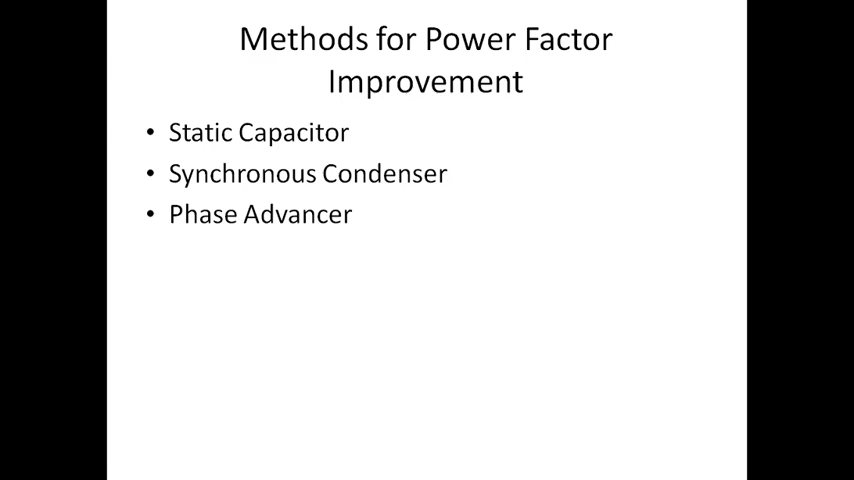 Methods for Power Factor
Improvement
• Static Capacitor
• Synchronous Condenser
• Phase Advancer